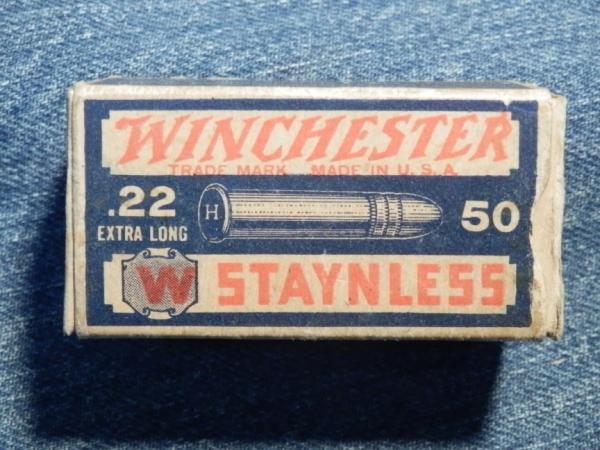 WINCHESTER
TRADE MARK MADE IN U.S.A.
.22
EXTRA LONG
H
50
W STAYNLESS